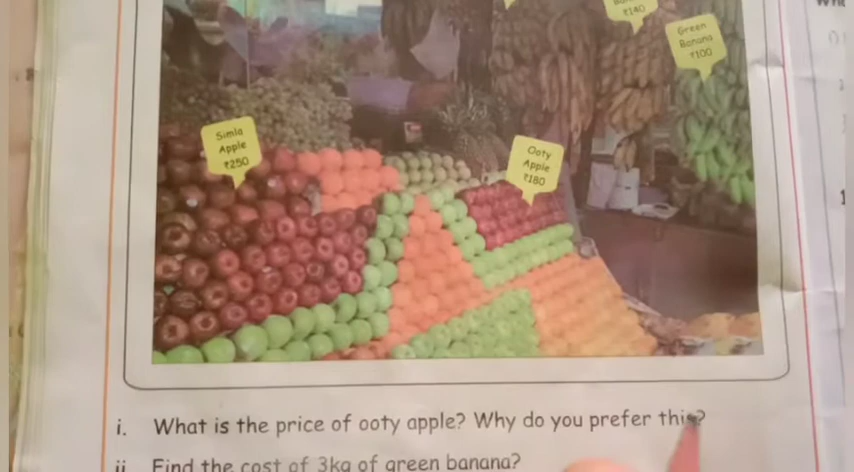 ₹140
Green
Banana
₹100
Simla
Apple
₹250
Ooty
Apple
₹180
i. What is the price of ooty apple? Why do you prefer this?
ii. Find the cost of 3kg of green banana?